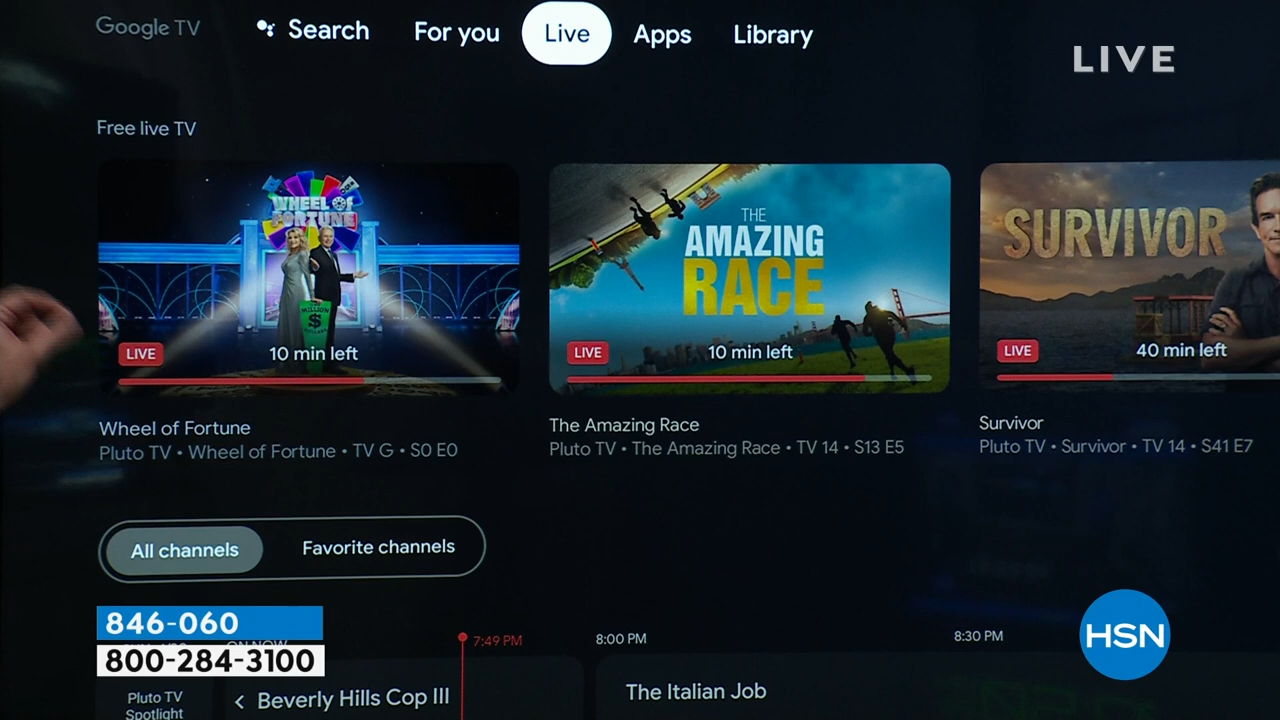 Google TV
Search
For you
Live
Apps
Library
LIVE
Free live TV
WHEEL OF
FORTUNE
MILLION
$
LIVE
10 min left
THE
AMAZING
RACE
LIVE
10 min left
SURVIVOR
LIVE
40 min left
Wheel of Fortune
Pluto TV • Wheel of Fortune • TV G • S0 E0
The Amazing Race
Pluto TV • The Amazing Race • TV 14 • S13 E5
Survivor
Pluto TV • Survivor • TV 14 • S41 E7
All channels
Favorite channels
846-060
800-284-3100
ON NOW
7:49 PM
8:00 PM
8:30 PM
HSN
Pluto TV
Spotlight
< Beverly Hills Cop III
The Italian Job